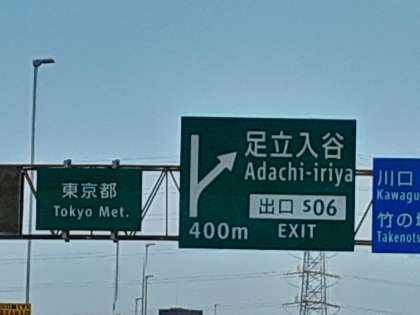 東京都
Tokyo Met.
足立入谷
Adachi-iriya
出口 S06
400m
EXIT
川口
Kawagu
竹の
Takenots